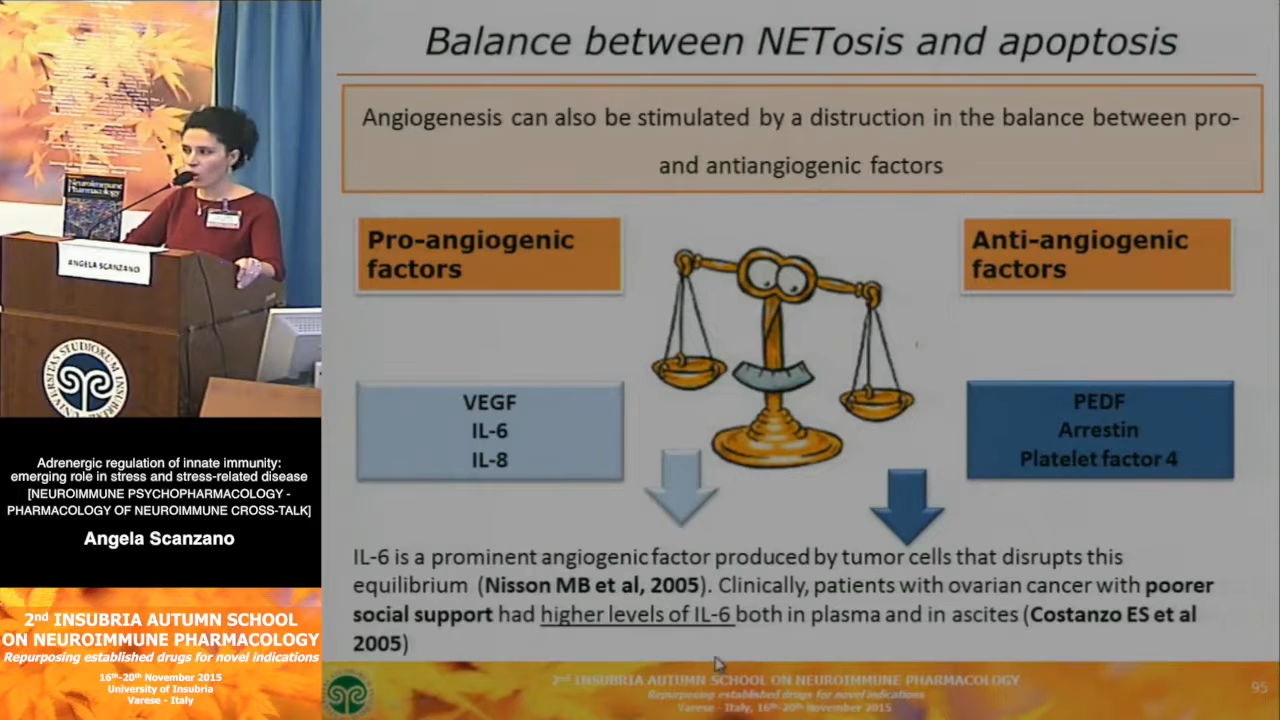 Balance between NETosis and apoptosis
Angiogenesis can also be stimulated by a distruction in the balance between pro-
and antiangiogenic factors
Pro-angiogenic
factors
Anti-angiogenic
factors
VEGF
IL-6
IL-8
PEDF
Arrestin
Platelet factor 4
IL-6 is a prominent angiogenic factor produced by tumor cells that disrupts this
equilibrium (Nisson MB et al, 2005). Clinically, patients with ovarian cancer with poorer
social support had higher levels of IL-6 both in plasma and in ascites (Costanzo ES et al
2005)
2nd INSUBRIA AUTUMN SCHOOL ON NEUROIMMUNE PHARMACOLOGY
Repurposing established drugs for novel indications
Varese - Italy, 16th-20th November 2015
95
Neuroimmune
Pharmacology
ANGELA SCANZANO
Adrenergic regulation of innate immunity:
emerging role in stress and stress-related disease
[NEUROIMMUNE PSYCHOPHARMACOLOGY -
PHARMACOLOGY OF NEUROIMMUNE CROSS-TALK]
Angela Scanzano
2nd INSUBRIA AUTUMN SCHOOL
ON NEUROIMMUNE PHARMACOLOGY
Repurposing established drugs for novel indications
16th-20th November 2015
University of Insubria
Varese - Italy